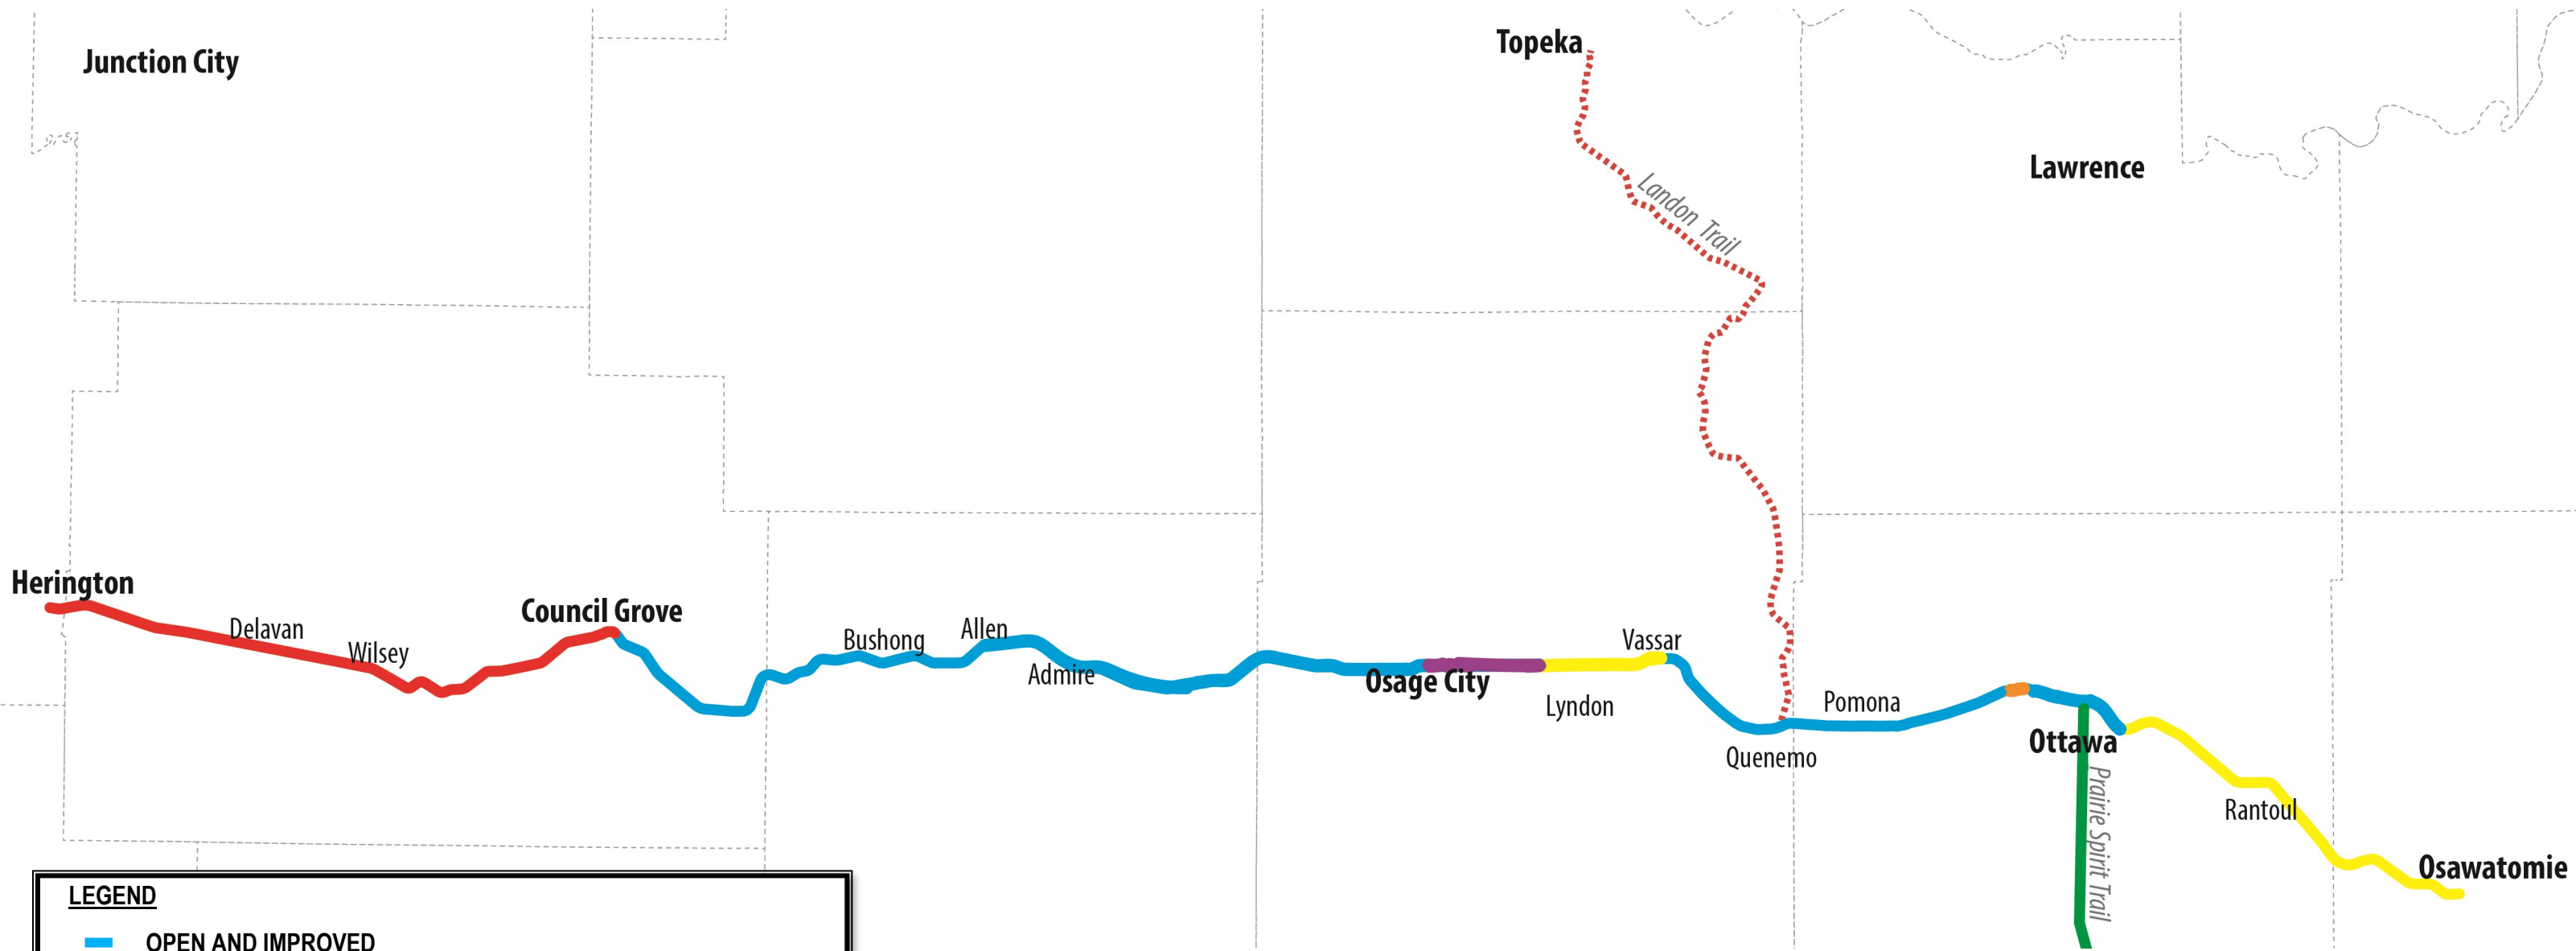 Topeka
Junction City
Lawrence
Landon Trail
Herington
Council Grove
Delavan
Allen
Bushong
Vassar
Wilsey
Admire
Osage City
Pomona
Lyndon
Ottawa
Quenemo
Prairie Spirit Trail
Rantoul
Osawatomie
LEGEND
OPEN AND IMPROVED